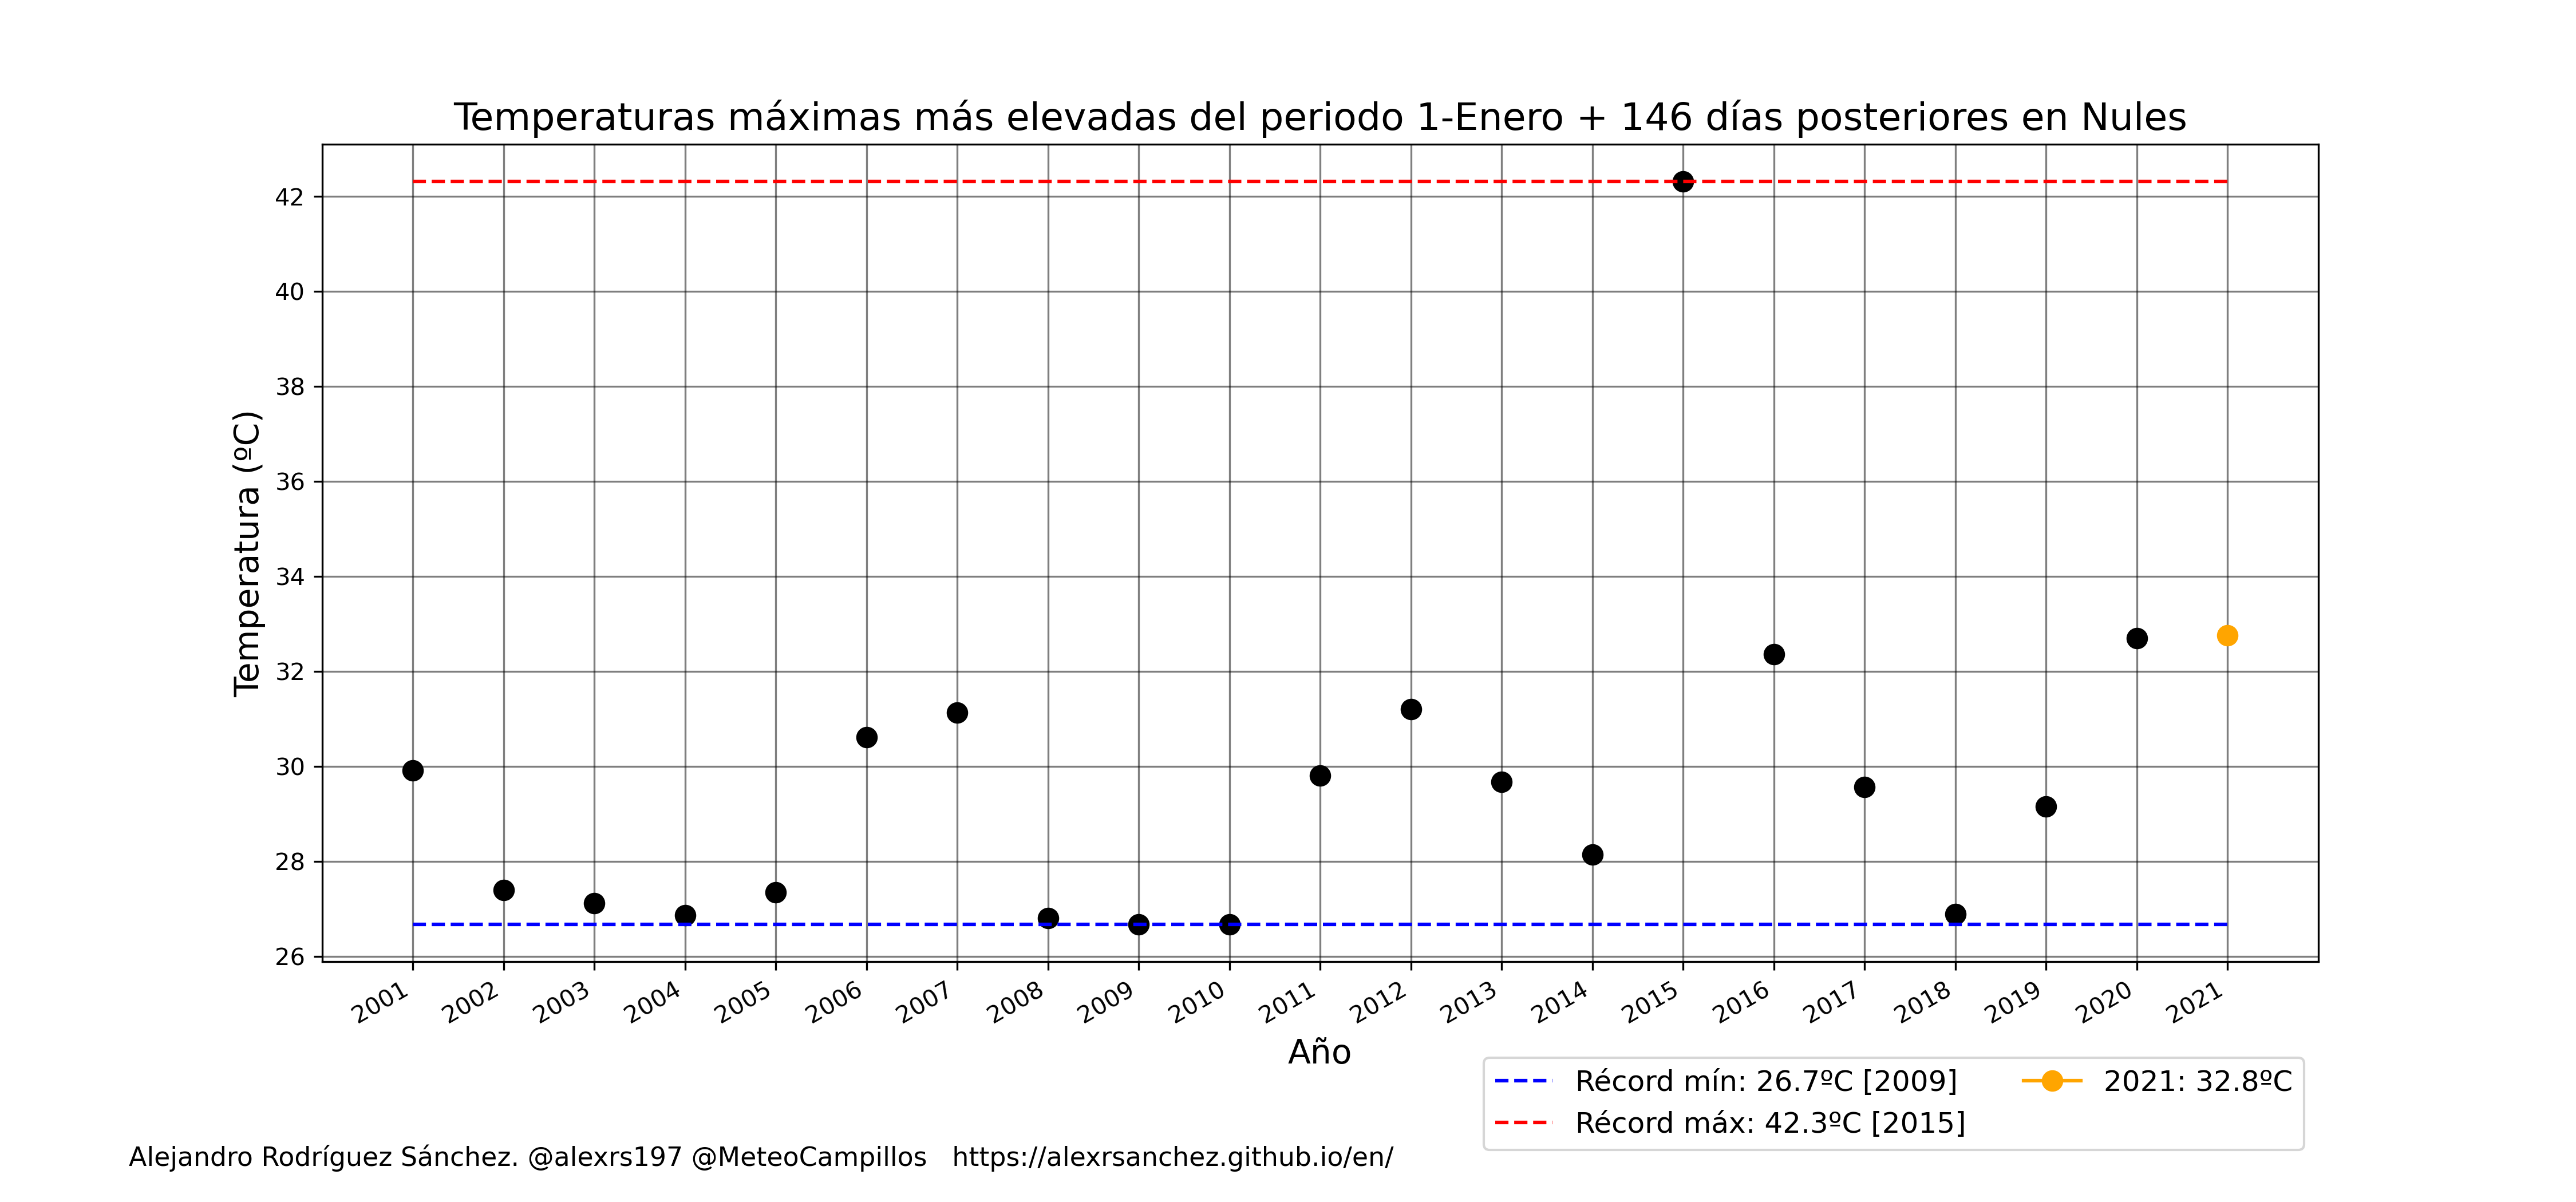 Temperaturas máximas más elevadas del periodo 1-Enero + 146 días posteriores en Nules
Temperatura (ºC)
42
40
38
36
34
32
30
28
26
2001 2002 2003 2004 2005 2006 2007 2008 2009 2010 2011 2012 2013 2014 2015 2016 2017 2018 2019 2020 2021
Año
Récord mín: 26.7ºC [2009]
Récord máx: 42.3ºC [2015]
2021: 32.8ºC
Alejandro Rodríguez Sánchez. @alexrs197 @MeteoCampillos https://alexrsanchez.github.io/en/